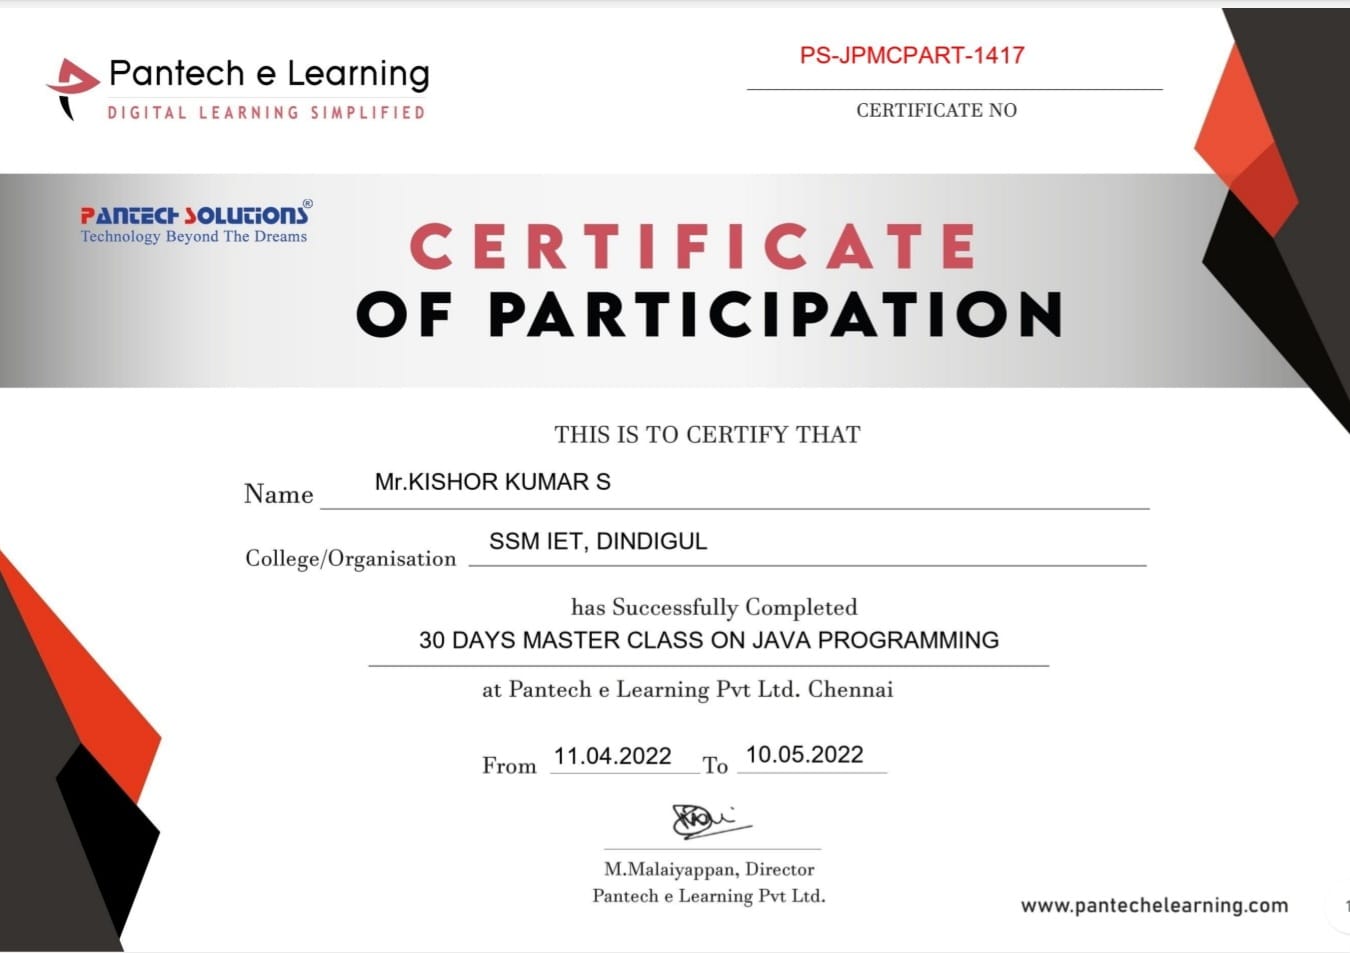 Pantech e Learning
DIGITAL LEARNING SIMPLIFIED
PS-JPMCPART-1417
CERTIFICATE NO
PANTECH SOLUTIONS®
Technology Beyond The Dreams
CERTIFICATE
OF PARTICIPATION
THIS IS TO CERTIFY THAT
Name Mr.KISHOR KUMAR S
College/Organisation SSM IET, DINDIGUL
has Successfully Completed
30 DAYS MASTER CLASS ON JAVA PROGRAMMING
at Pantech e Learning Pvt Ltd. Chennai
From 11.04.2022 To 10.05.2022
M.Malaiyappan, Director
Pantech e Learning Pvt Ltd.
www.pantechelearning.com